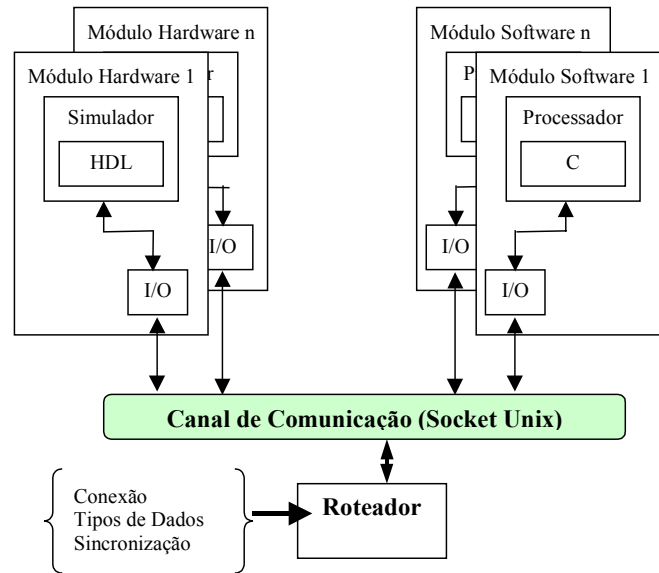 Módulo Hardware n
Módulo Software n
Módulo Hardware 1
r
P
Módulo Software 1
Simulador
Processador
HDL
C
I/O
I/O
I/O
I/O
Canal de Comunicação (Socket Unix)
Conexão
Tipos de Dados
Sincronização
Roteador